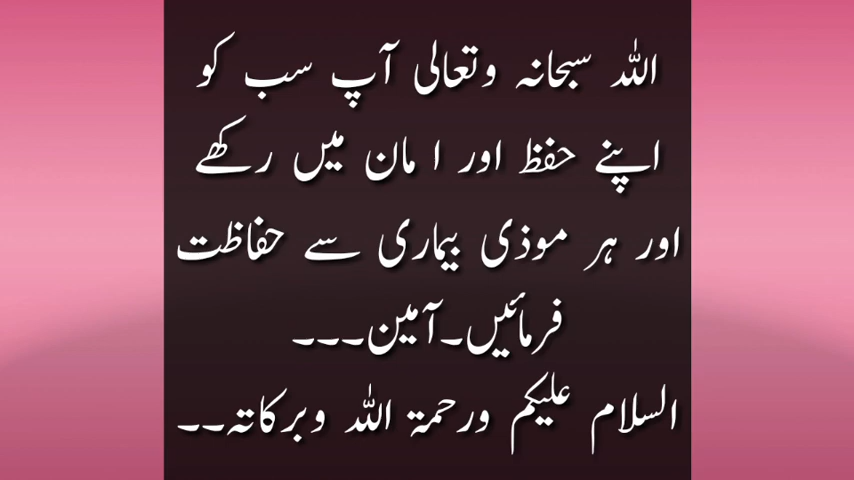 اللہ سبحانہ وتعالی آپ سب کو
اپنے حفظ اور ا مان میں رکھے
اور ہر موذی بیماری سے حفاظت
فرمائیں۔آمین۔۔۔
السلام علیکم ورحمۃ اللہ وبرکاتہ۔۔